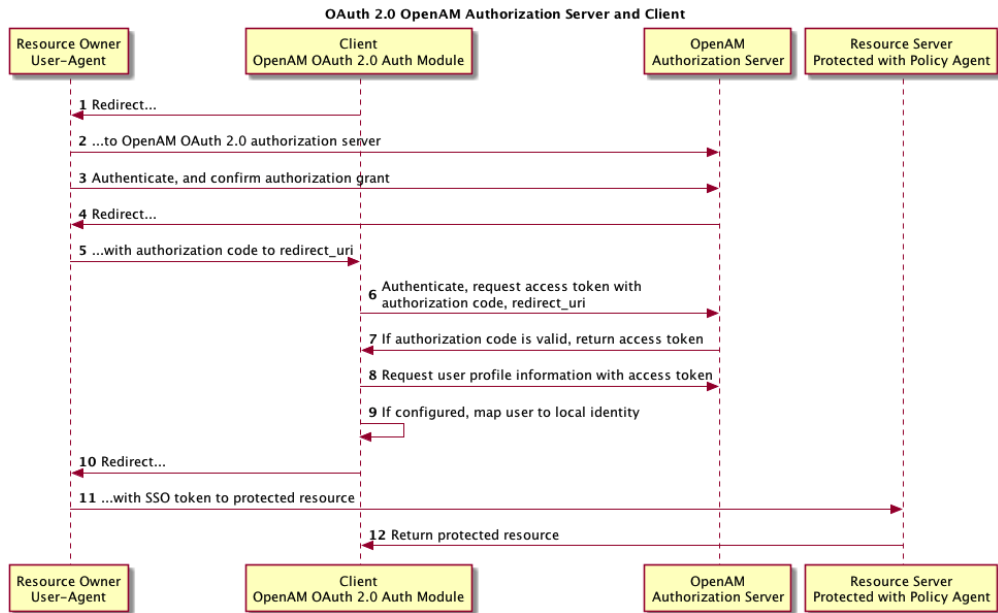 OAuth 2.0 OpenAM Authorization Server and Client
Resource Owner
User-Agent
Client
OpenAM OAuth 2.0 Auth Module
OpenAM
Authorization Server
Resource Server
Protected with Policy Agent
1 Redirect...
2 ...to OpenAM OAuth 2.0 authorization server
3 Authenticate, and confirm authorization grant
4 Redirect...
5 ...with authorization code to redirect_uri
6 Authenticate, request access token with
authorization code, redirect_uri
7 If authorization code is valid, return access token
8 Request user profile information with access token
9 If configured, map user to local identity
10 Redirect...
11 ...with SSO token to protected resource
12 Return protected resource
Resource Owner
User-Agent
Client
OpenAM OAuth 2.0 Auth Module
OpenAM
Authorization Server
Resource Server
Protected with Policy Agent